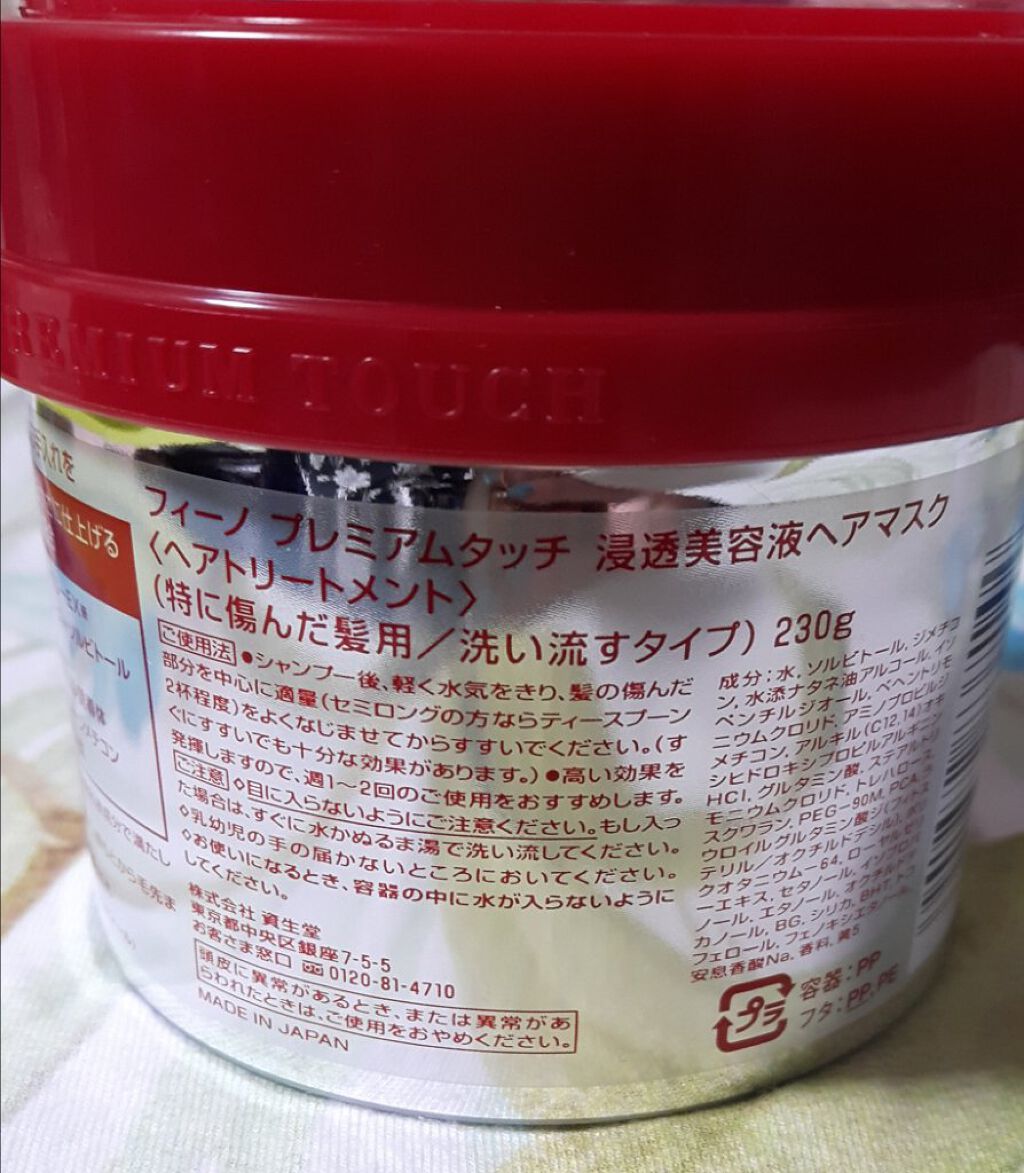 PREMIUM TOUCH
手入れを
仕上げる
ルビトール
フィーノ プレミアムタッチ 浸透美容液ヘアマスク
〈ヘアトリートメント〉
(特に傷んだ髪用／洗い流すタイプ) 230g
ご使用法 ●シャンプー後、軽く水気をきり、髪の傷んだ
部分を中心に適量(セミロングの方ならティースプーン
2杯程度)をよくなじませてからすすいでください。(す
ぐにすすいでも十分な効果があります。)●高い効果を
発揮しますので、週1〜2回のご使用をおすすめします。
ご注意 ◇目に入らないようにご注意ください。もし入っ
た場合は、すぐに水かぬるま湯で洗い流してください。
◇乳幼児の手の届かないところにおいてください。
◇お使いになるとき、容器の中に水が入らないように
してください。
株式会社 資生堂
東京都中央区銀座7-5-5
お客さま窓口 0120-81-4710
頭皮に異常があるとき、または異常があ
らわれたときは、ご使用をおやめください。
MADE IN JAPAN
成分：水、ソルビトール、ジメチコ
ン、水添ナタネ油アルコール、イソ
ペンチルジオール、ベヘントリモ
ニウムクロリド、アミノプロピルジ
メチコン、アルキル(C12,14)オキ
シヒドロキシプロピルアルギニン
HCl、グルタミン酸、ステアルトリ
モニウムクロリド、トレハロース、
スクワラン、PEG-90M、PCA、ラ
ウロイルグルタミン酸ジ(フィトス
テリル／オクチルドデシル)、ポリ
クオタニウム-64、ローヤルゼリ
ーエキス、セタノール、イソプロパ
ノール、エタノール、オクチルドデ
カノール、BG、シリカ、BHT、トコ
フェロール、フェノキシエタノール、
安息香酸Na、香料、黄5
プラ
容器：PP
フタ：PP,PE